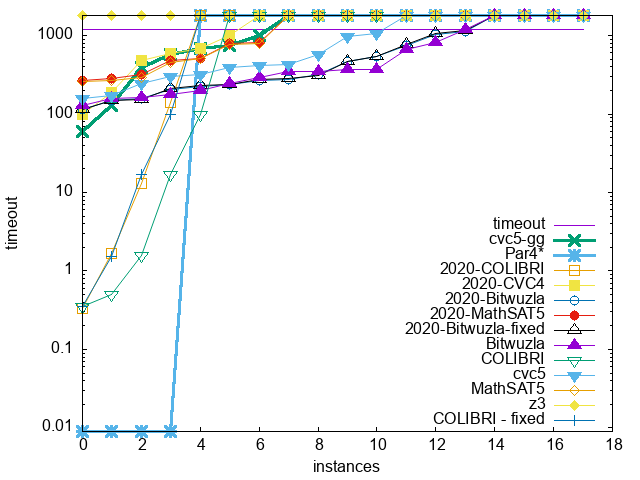 1000
100
10
1
0.1
0.01
timeout
0
2
4
6
8
10
12
14
16
18
instances
timeout
cvc5-gg
Par4*
2020-COLIBRI
2020-CVC4
2020-Bitwuzla
2020-MathSAT5
2020-Bitwuzla-fixed
Bitwuzla
COLIBRI
cvc5
MathSAT5
z3
COLIBRI - fixed